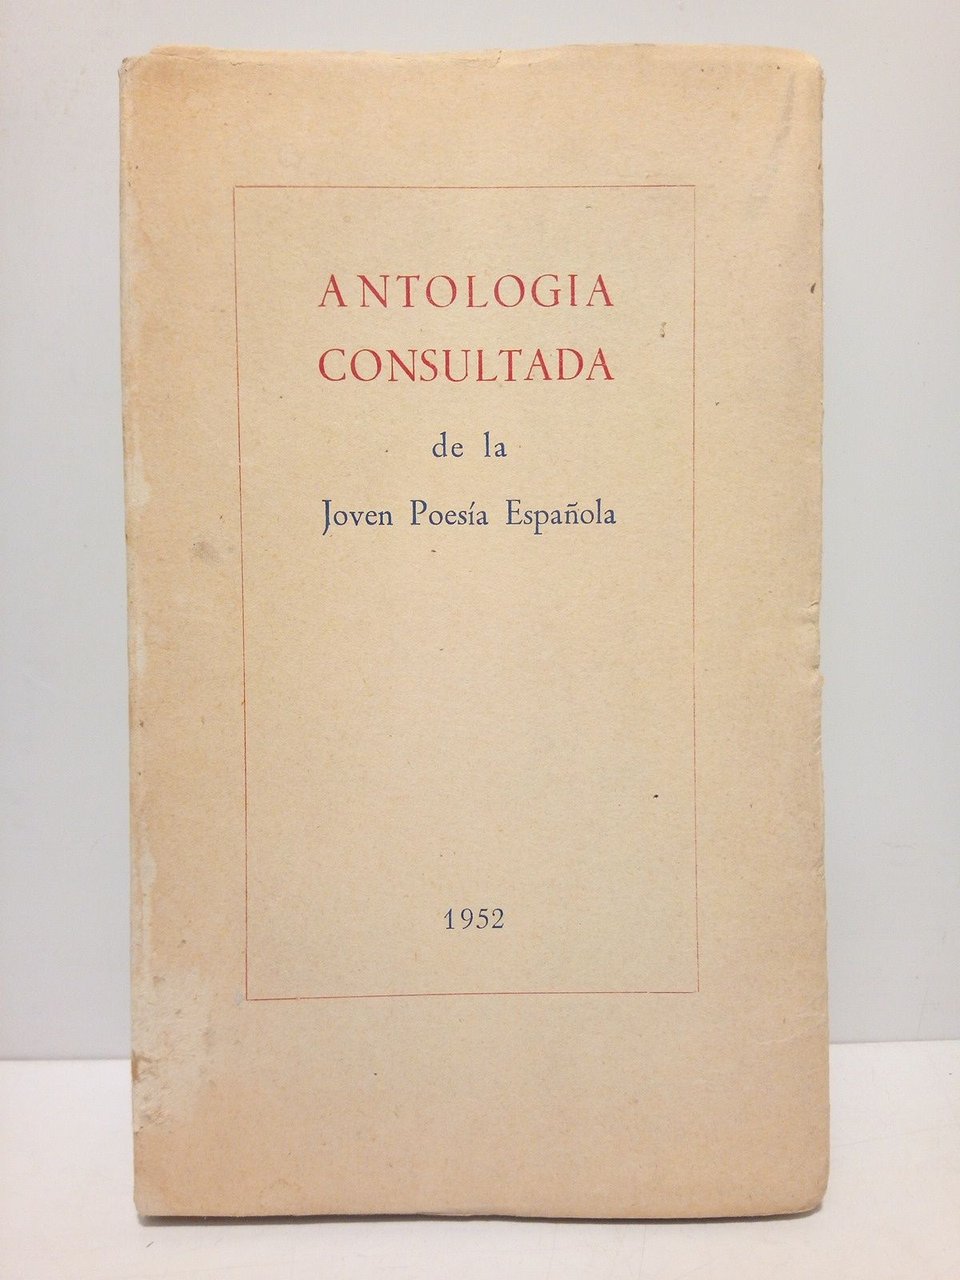 ANTOLOGIA
CONSULTADA
de la
Joven Poesía Española
1952